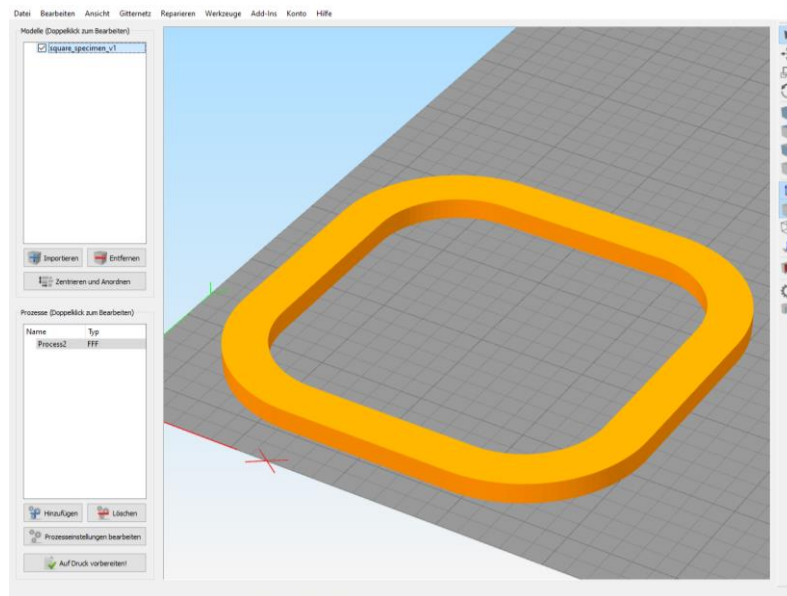 Datei Bearbeiten Ansicht Gitternetz Reparieren Werkzeuge Add-Ins Konto Hilfe
Modelle (Doppelklick zum Bearbeiten)
square_specimen_v1
Importieren Entfernen
Zentrieren und Anordnen
Prozesse (Doppelklick zum Bearbeiten)
Name Typ
Process2 FFF
Hinzufügen Löschen
Prozesseinstellungen bearbeiten
Auf Druck vorbereiten!